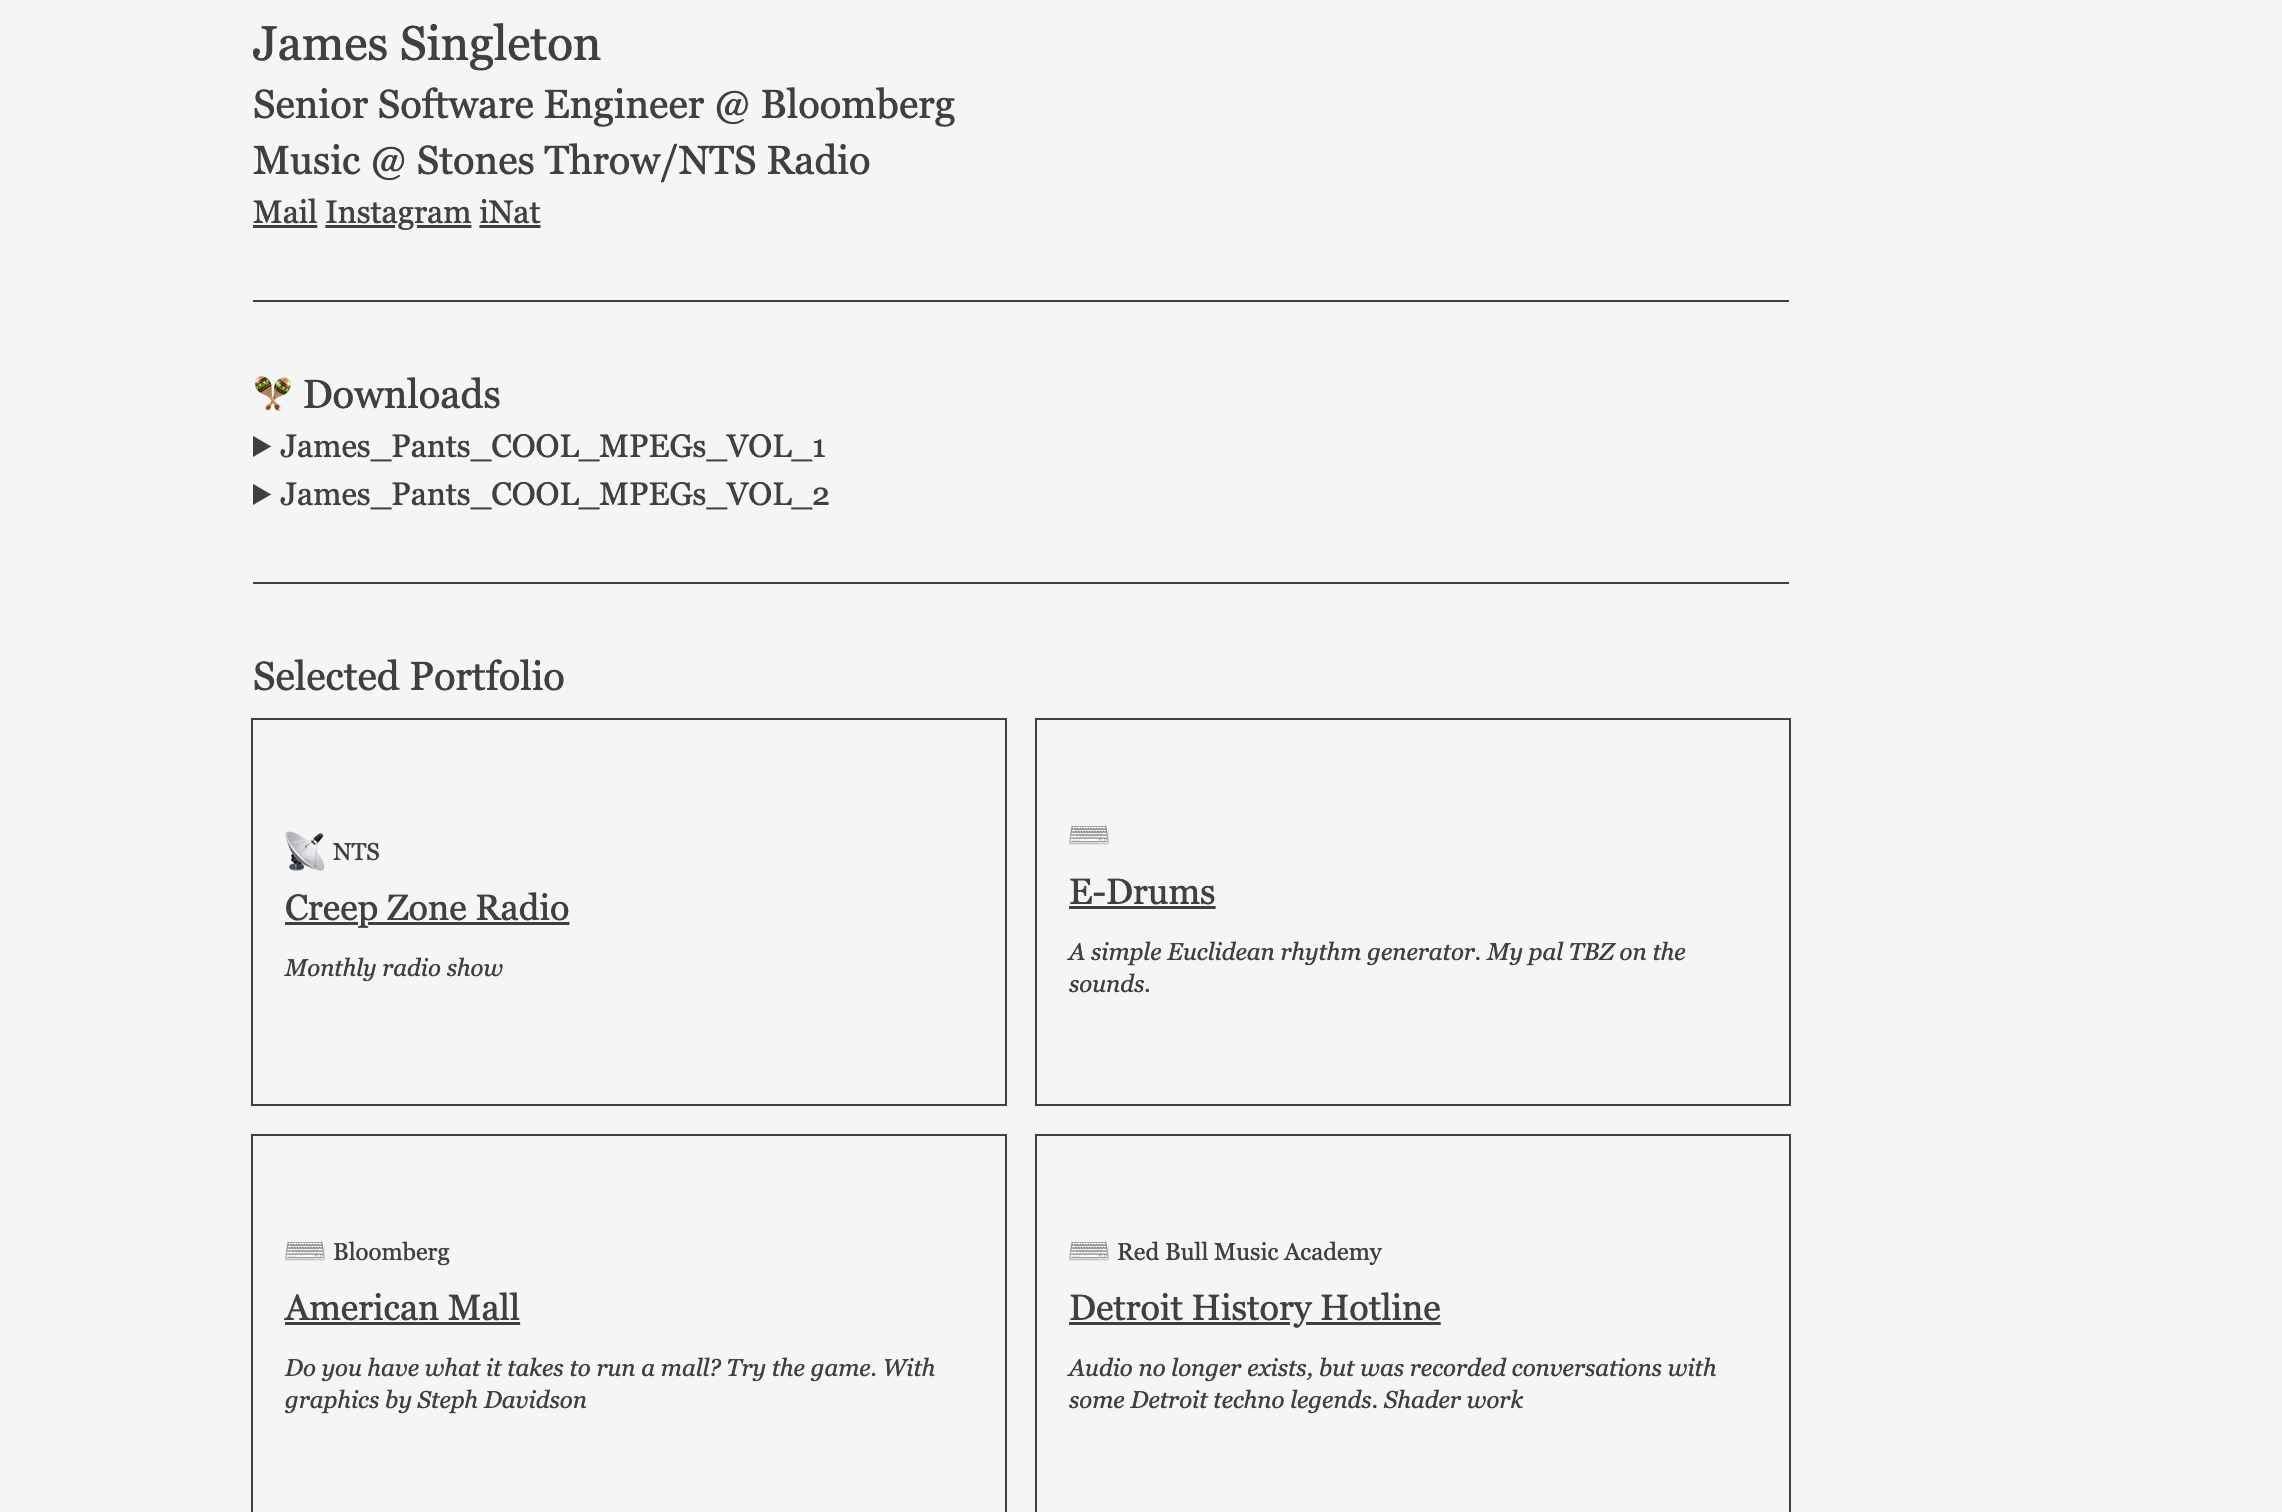 James Singleton
Senior Software Engineer @ Bloomberg
Music @ Stones Throw/NTS Radio
Mail Instagram iNat
Downloads
James_Pants_COOL_MPEGs_VOL_1
James_Pants_COOL_MPEGs_VOL_2
Selected Portfolio
NTS
Creep Zone Radio
Monthly radio show
E-Drums
A simple Euclidean rhythm generator. My pal TBZ on the
sounds.
Bloomberg
American Mall
Do you have what it takes to run a mall? Try the game. With
graphics by Steph Davidson
Red Bull Music Academy
Detroit History Hotline
Audio no longer exists, but was recorded conversations with
some Detroit techno legends. Shader work